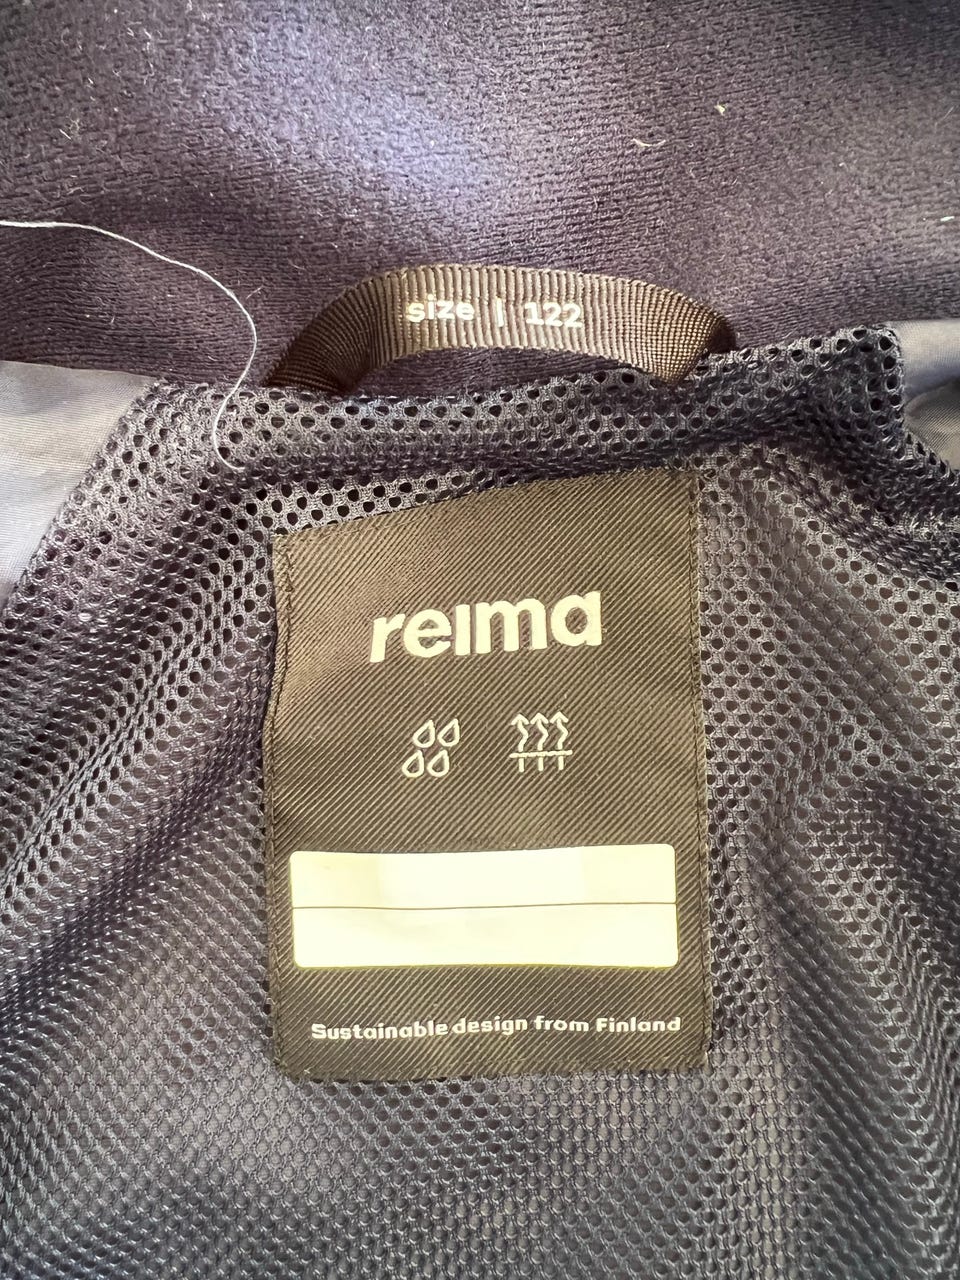 size | 122
reima
Sustainable design from Finland